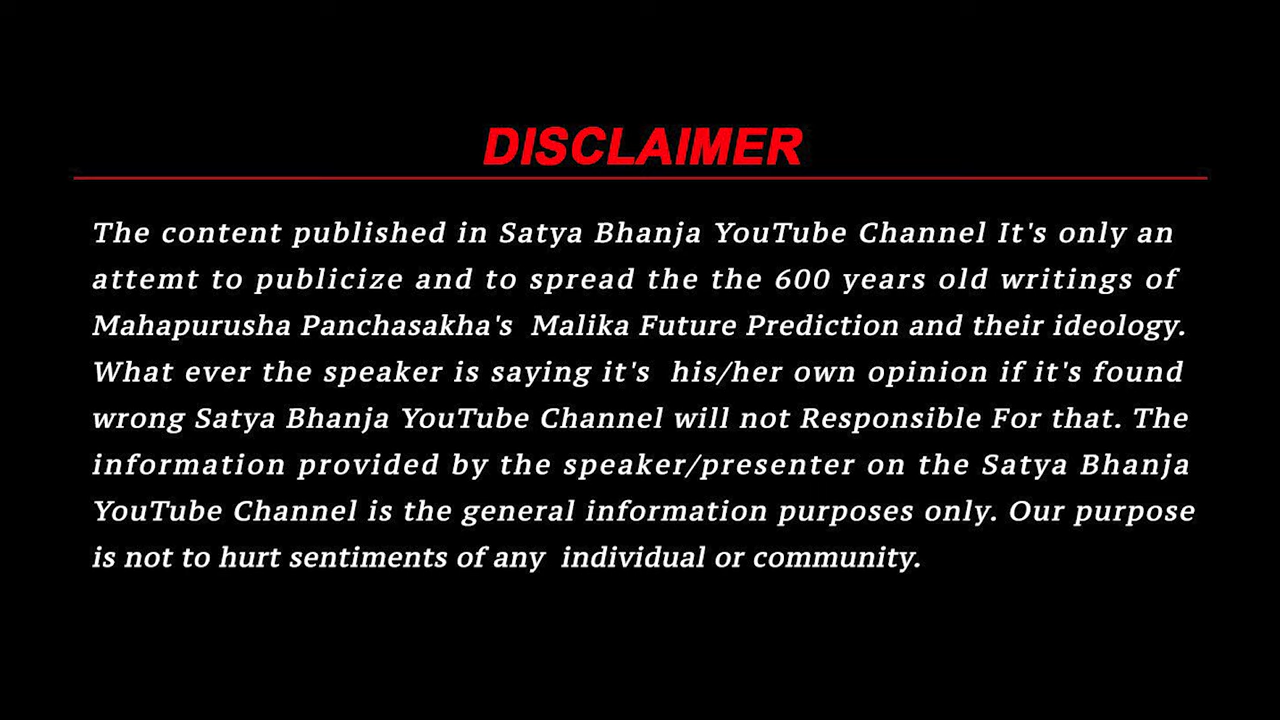 DISCLAIMER
The content published in Satya Bhanja YouTube Channel It's only an
attemt to publicize and to spread the the 600 years old writings of
Mahapurusha Panchasakha's Malika Future Prediction and their ideology.
What ever the speaker is saying it's his/her own opinion if it's found
wrong Satya Bhanja YouTube Channel will not Responsible For that. The
information provided by the speaker/presenter on the Satya Bhanja
YouTube Channel is the general information purposes only. Our purpose
is not to hurt sentiments of any individual or community.